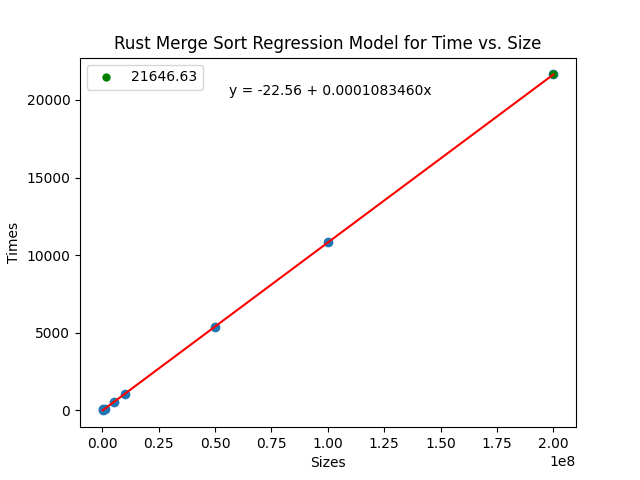 Rust Merge Sort Regression Model for Time vs. Size
21646.63
y = -22.56 + 0.0001083460x
20000
15000
10000
5000
0
Times
0.00 0.25 0.50 0.75 1.00 1.25 1.50 1.75 2.00
Sizes
1e8